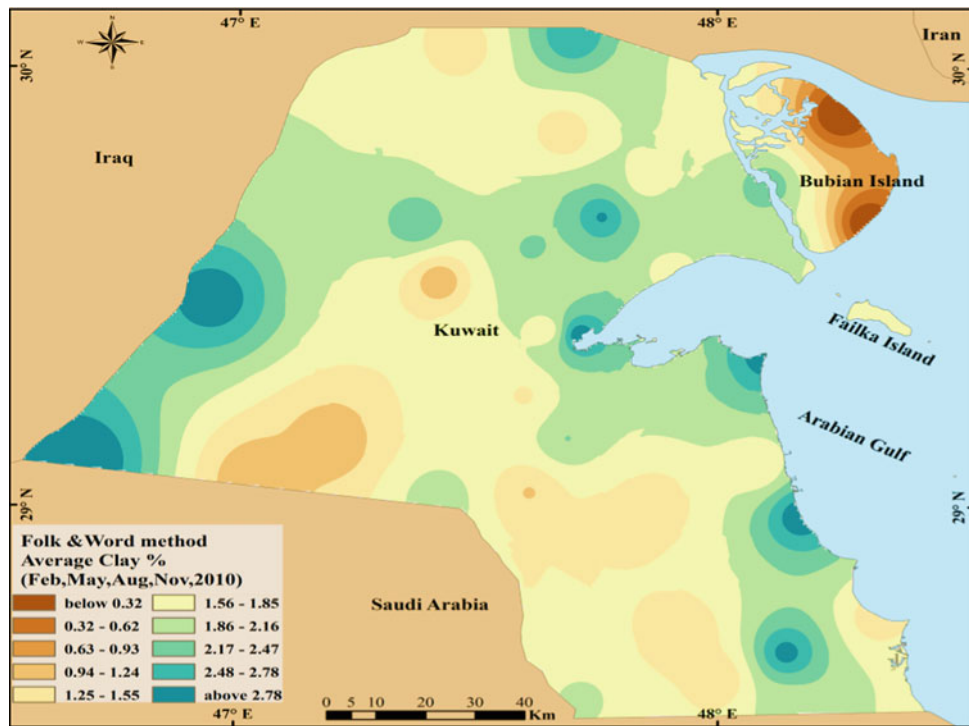 47° E
48° E
N
W
E
S
Iran
30° N
30° N
Iraq
Bubian Island
Kuwait
Failka Island
Arabian Gulf
29° N
29° N
Folk & Word method
Average Clay %
(Feb,May,Aug,Nov,2010)
below 0.32
0.32 - 0.62
0.63 - 0.93
0.94 - 1.24
1.25 - 1.55
1.56 - 1.85
1.86 - 2.16
2.17 - 2.47
2.48 - 2.78
above 2.78
Saudi Arabia
0 5 10 20 30 40
Km
47° E
48° E